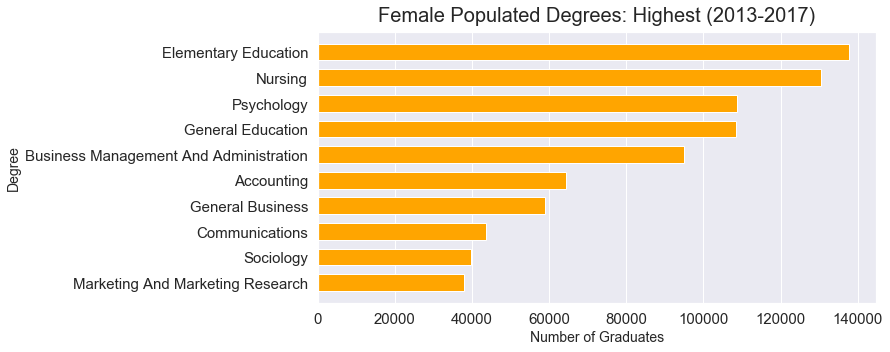 Female Populated Degrees: Highest (2013-2017)
Degree
Elementary Education
Nursing
Psychology
General Education
Business Management And Administration
Accounting
General Business
Communications
Sociology
Marketing And Marketing Research
0 20000 40000 60000 80000 100000 120000 140000
Number of Graduates